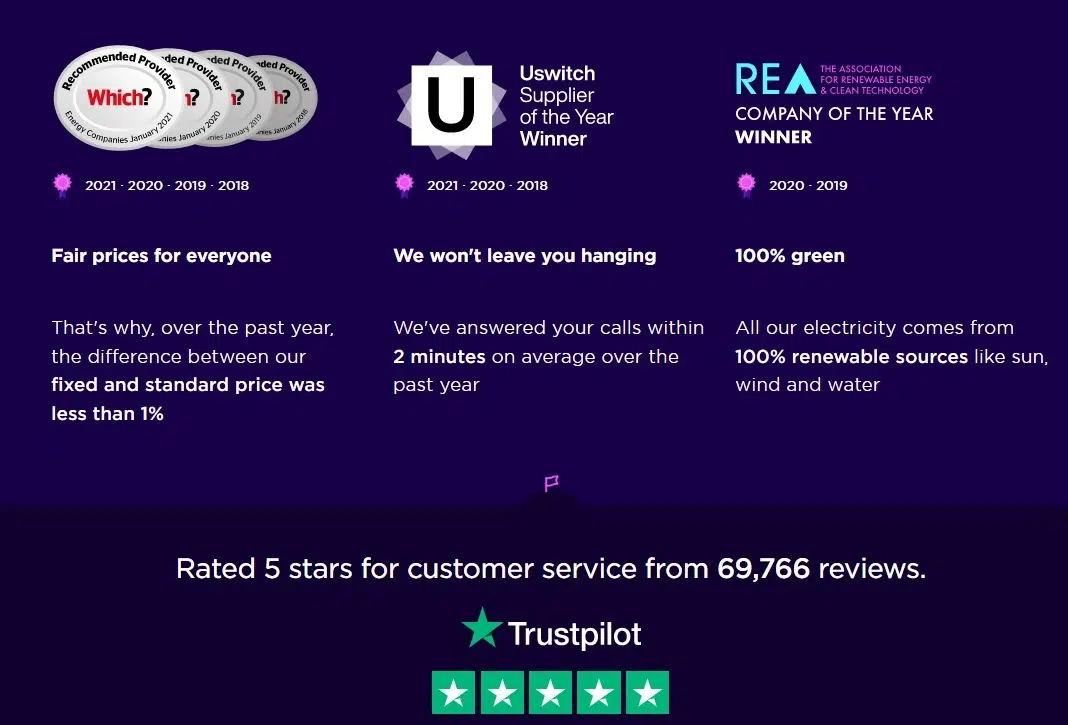 Recommended Provider
Which?
Energy Companies January 2021
ded Provider
n?
nies January 2020
ded Provider
n?
nies January 2019
ded Provider
h?
nies January 2018
U
Uswitch
Supplier
of the Year
Winner
REA
THE ASSOCIATION
FOR RENEWABLE ENERGY
& CLEAN TECHNOLOGY
COMPANY OF THE YEAR
WINNER
2021 · 2020 · 2019 · 2018
2021 · 2020 · 2018
2020 · 2019
Fair prices for everyone
That's why, over the past year,
the difference between our
fixed and standard price was
less than 1%
We won't leave you hanging
We've answered your calls within
2 minutes on average over the
past year
100% green
All our electricity comes from
100% renewable sources like sun,
wind and water
Rated 5 stars for customer service from 69,766 reviews.
Trustpilot